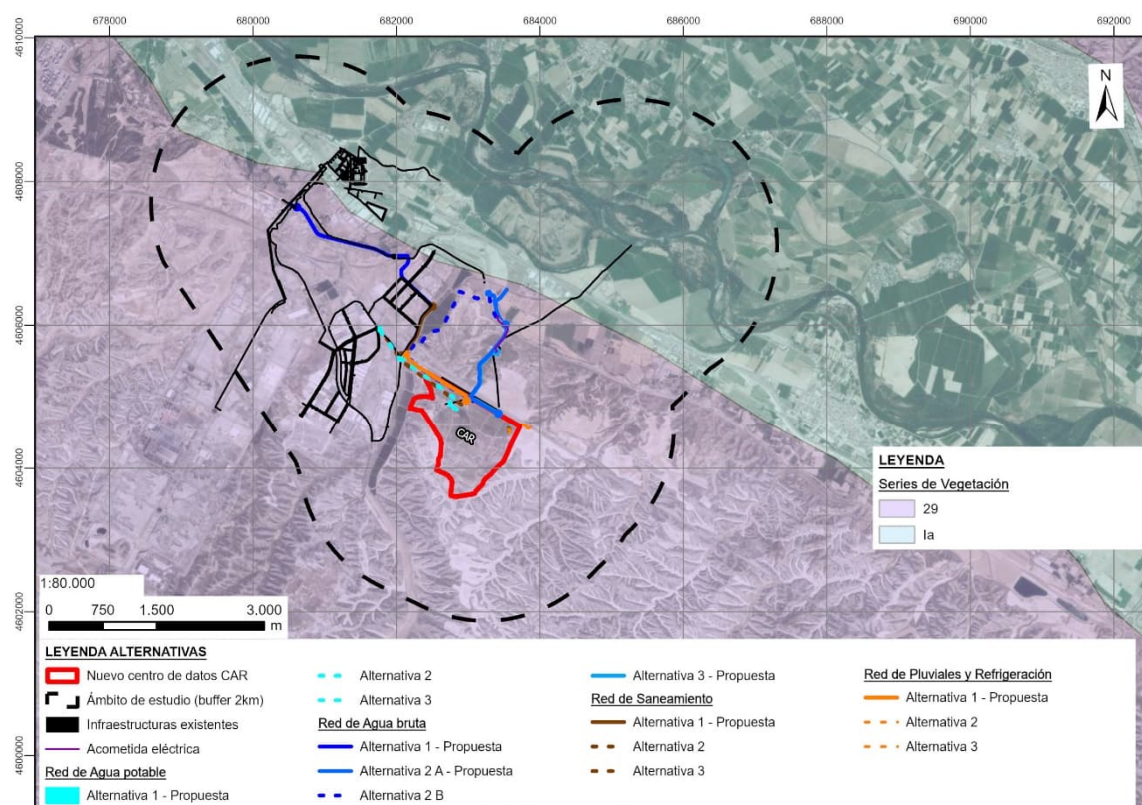 678000 680000 682000 684000 686000 688000 690000 692000
4610000
N
4608000
4606000
CAR
4604000
LEYENDA
Series de Vegetación
29
Ia
4602000
1:80.000
0 750 1.500 3.000
m
LEYENDA ALTERNATIVAS
Nuevo centro de datos CAR
Ámbito de estudio (buffer 2km)
Infraestructuras existentes
Acometida eléctrica
Red de Agua potable
Alternativa 1 - Propuesta
Alternativa 2
Alternativa 3
Red de Agua bruta
Alternativa 1 - Propuesta
Alternativa 2 A - Propuesta
Alternativa 2 B
Alternativa 3 - Propuesta
Red de Saneamiento
Alternativa 1 - Propuesta
Alternativa 2
Alternativa 3
Red de Pluviales y Refrigeración
Alternativa 1 - Propuesta
Alternativa 2
Alternativa 3
4600000